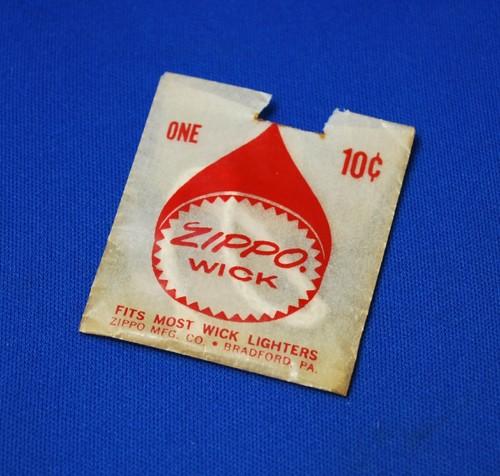 ONE
10¢
ZIPPO.
WICK
FITS MOST WICK LIGHTERS
ZIPPO MFG. CO. • BRADFORD, PA.